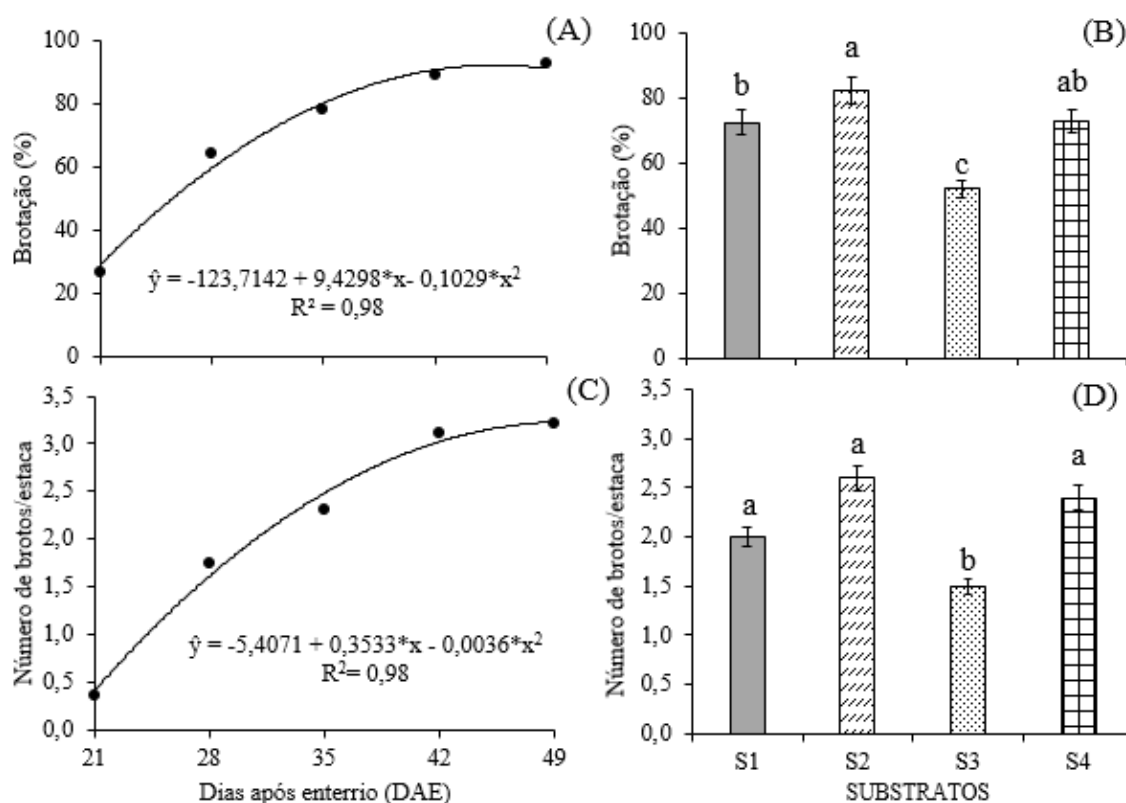 (A)
Brotação (%)
100
80
60
40
20
0
ŷ = -123,7142 + 9,4298*x- 0,1029*x²
R² = 0,98
(B)
Brotação (%)
100
80
60
40
20
0
b
a
c
ab
(C)
Número de brotos/estaca
3,5
3,0
2,5
2,0
1,5
1,0
0,5
0,0
ŷ = -5,4071 + 0,3533*x - 0,0036*x²
R²= 0,98
21 28 35 42 49
Dias após enterrio (DAE)
(D)
Número de brotos/estaca
3,5
3,0
2,5
2,0
1,5
1,0
0,5
0,0
a
a
b
a
S1 S2 S3 S4
SUBSTRATOS